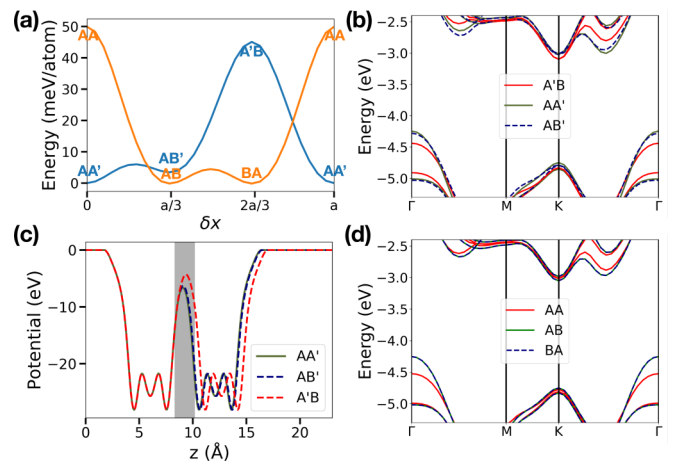 (a)
Energy (meV/atom)
50
40
30
20
10
0
AA
AA
A'B
AA'
AB'
AB
BA
AA'
0
a/3
2a/3
a
δx
(b)
Energy (eV)
−2.5
−3.0
−3.5
−4.0
−4.5
−5.0
A'B
AA'
AB'
Γ
M
K
Γ
(c)
Potential (eV)
0
−10
−20
AA'
AB'
A'B
0
5
10
15
20
z (Å)
(d)
Energy (eV)
−2.5
−3.0
−3.5
−4.0
−4.5
−5.0
AA
AB
BA
Γ
M
K
Γ